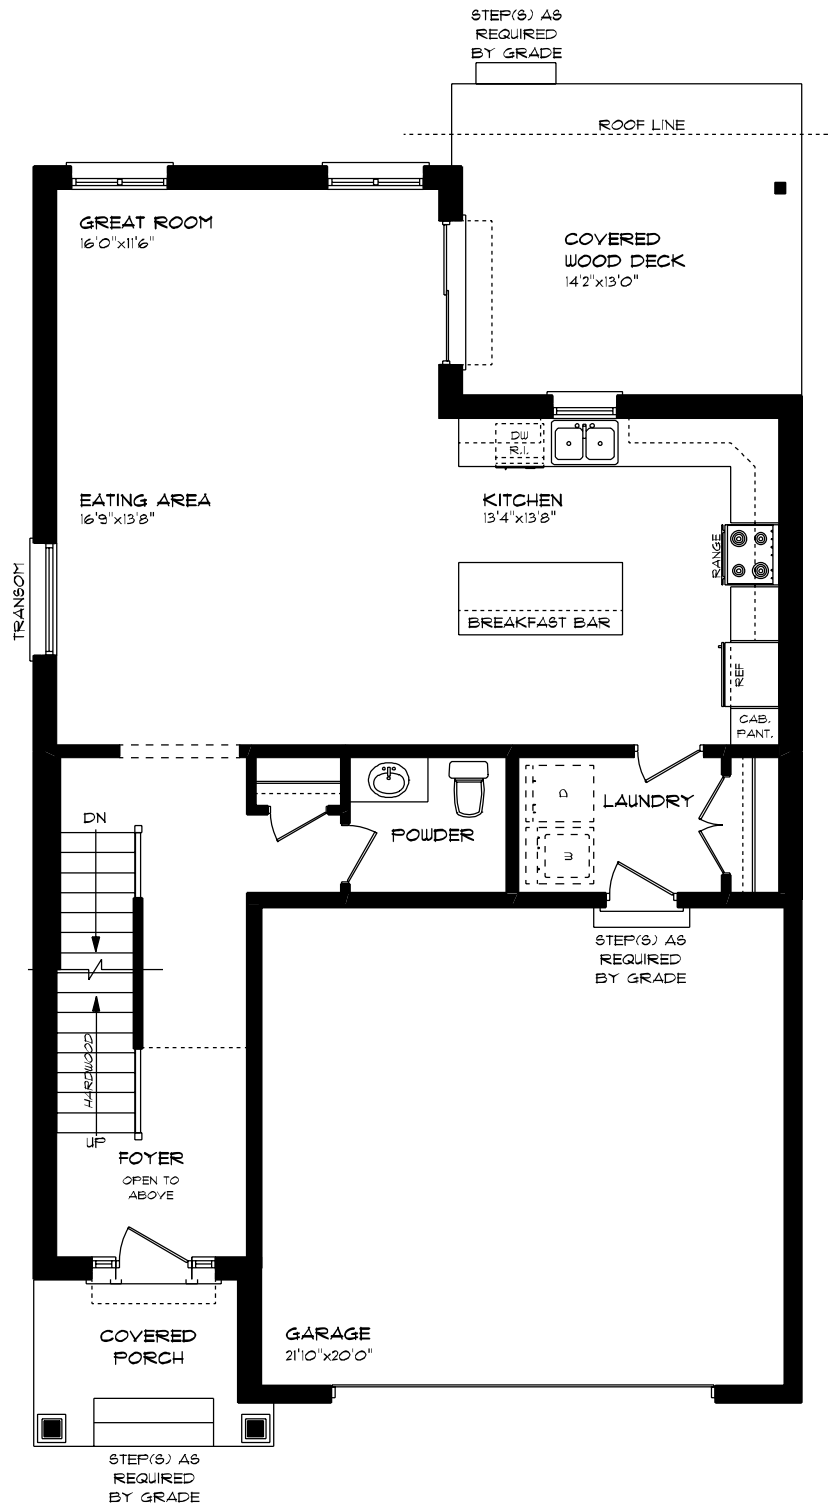 STEP(S) AS
REQUIRED
BY GRADE
ROOF LINE
GREAT ROOM
16'0"x11'6"
COVERED
WOOD DECK
14'2"x13'0"
DW
R.I.
EATING AREA
16'9"x13'8"
KITCHEN
13'4"x13'8"
RANGE
TRANSOM
BREAKFAST BAR
REF
CAB.
PANT.
D
LAUNDRY
DN
POWDER
W
STEP(S) AS
REQUIRED
BY GRADE
HARDWOOD
UP
FOYER
OPEN TO
ABOVE
COVERED
PORCH
GARAGE
21'10"x20'0"
STEP(S) AS
REQUIRED
BY GRADE